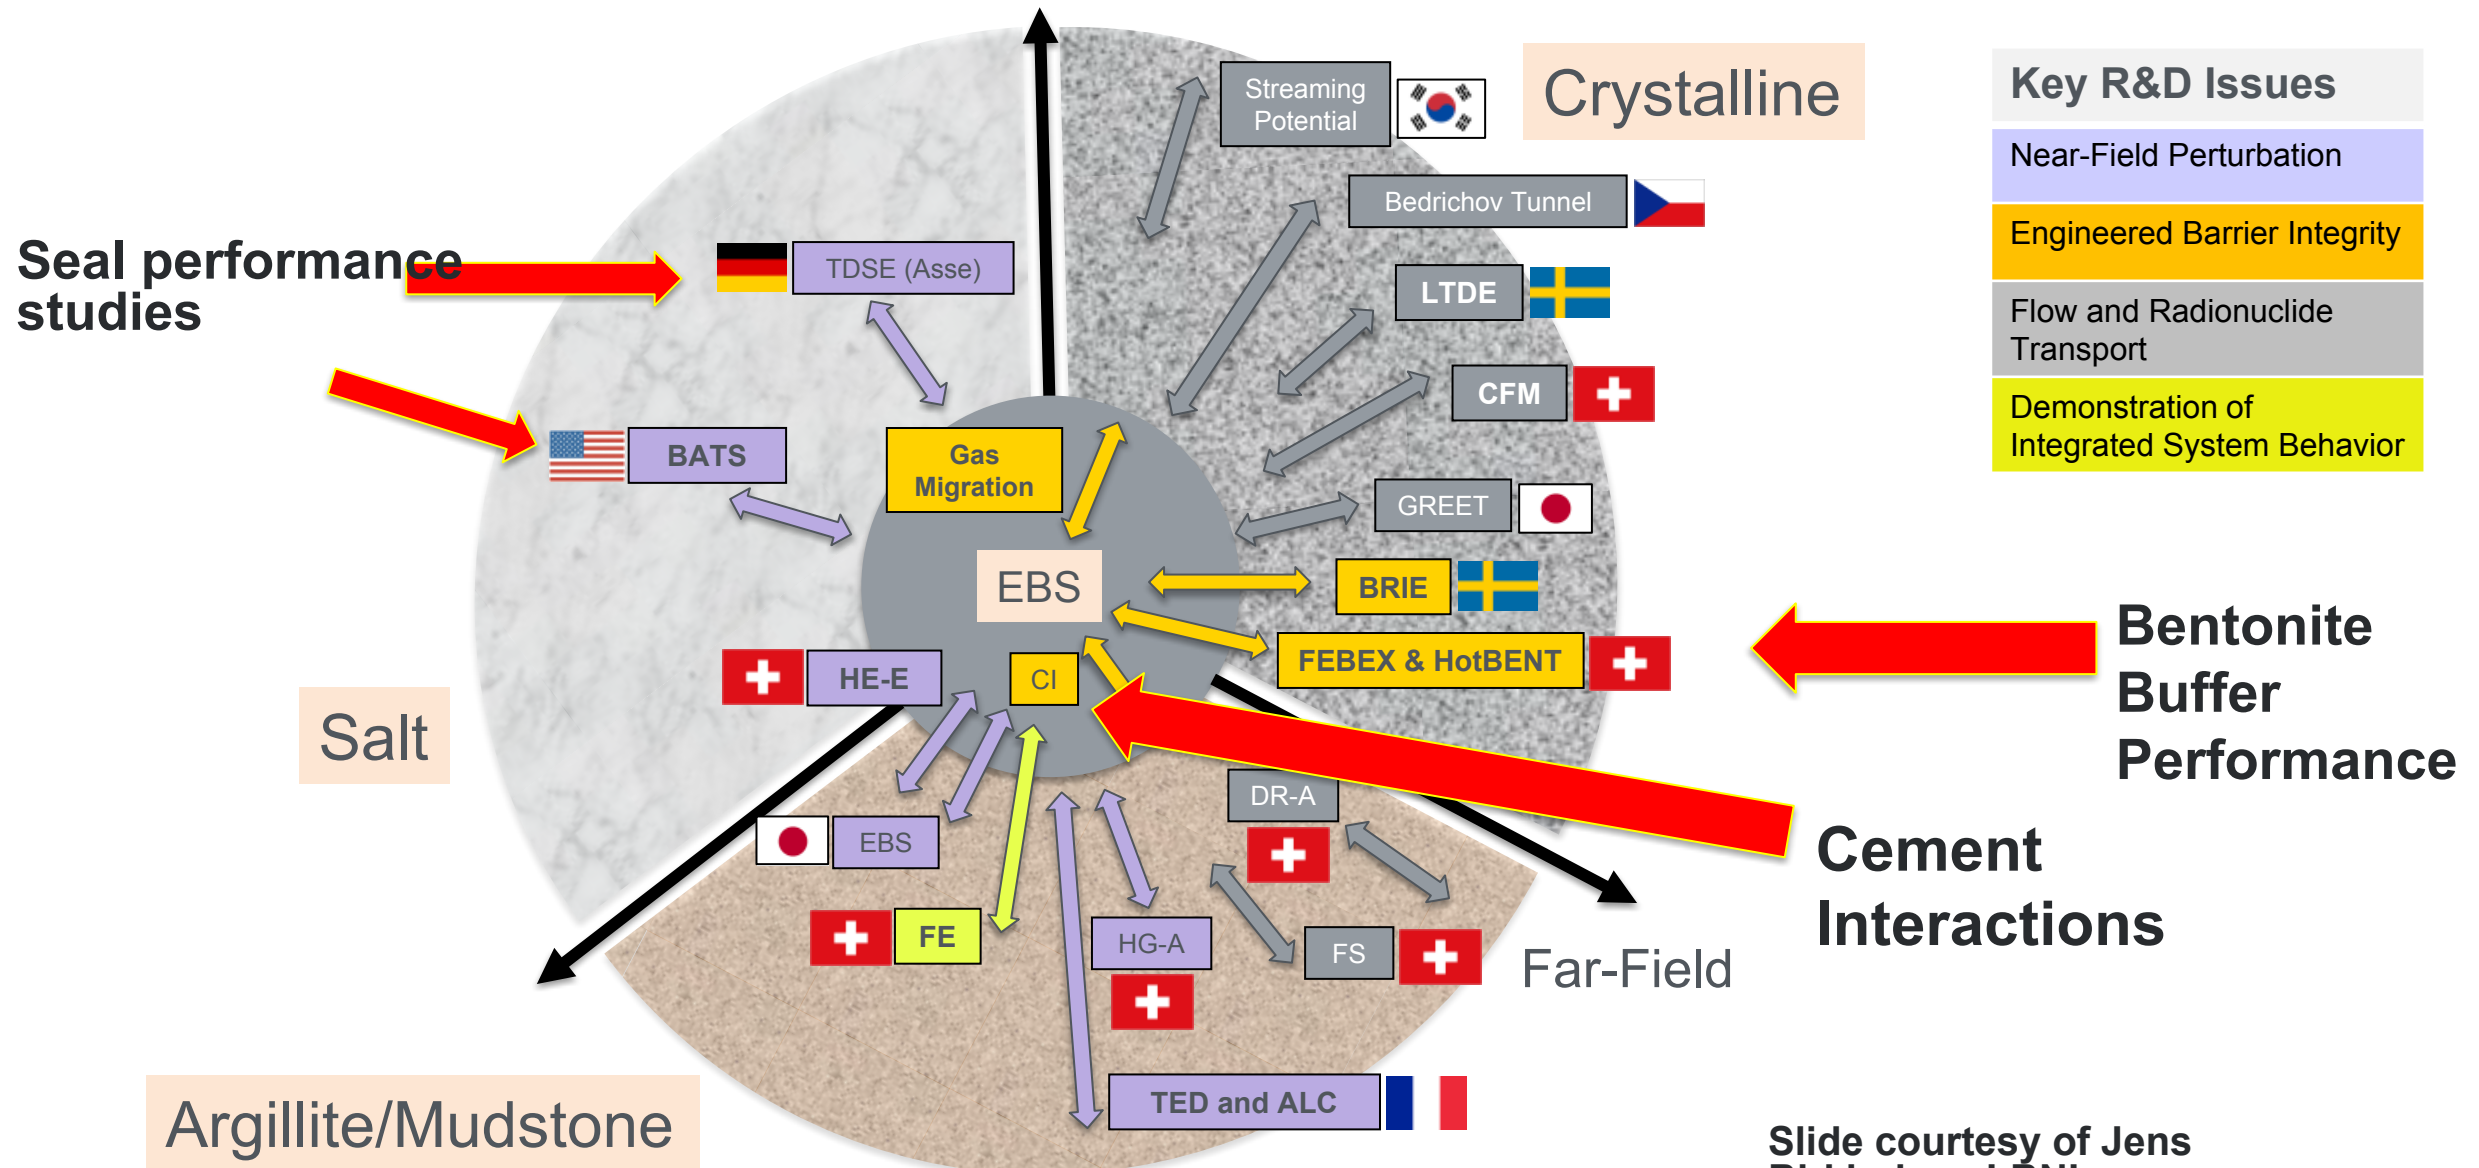 Streaming
Potential
Crystalline
Key R&D Issues
Near-Field Perturbation
Engineered Barrier Integrity
Flow and Radionuclide
Transport
Demonstration of
Integrated System Behavior
Bedrichov Tunnel
Seal performance
studies
TDSE (Asse)
LTDE
CFM
BATS
Gas
Migration
GREET
EBS
BRIE
FEBEX & HotBENT
Bentonite
Buffer
Performance
HE-E
CI
Salt
DR-A
EBS
Cement
Interactions
FE
HG-A
FS
Far-Field
TED and ALC
Argillite/Mudstone
Slide courtesy of Jens